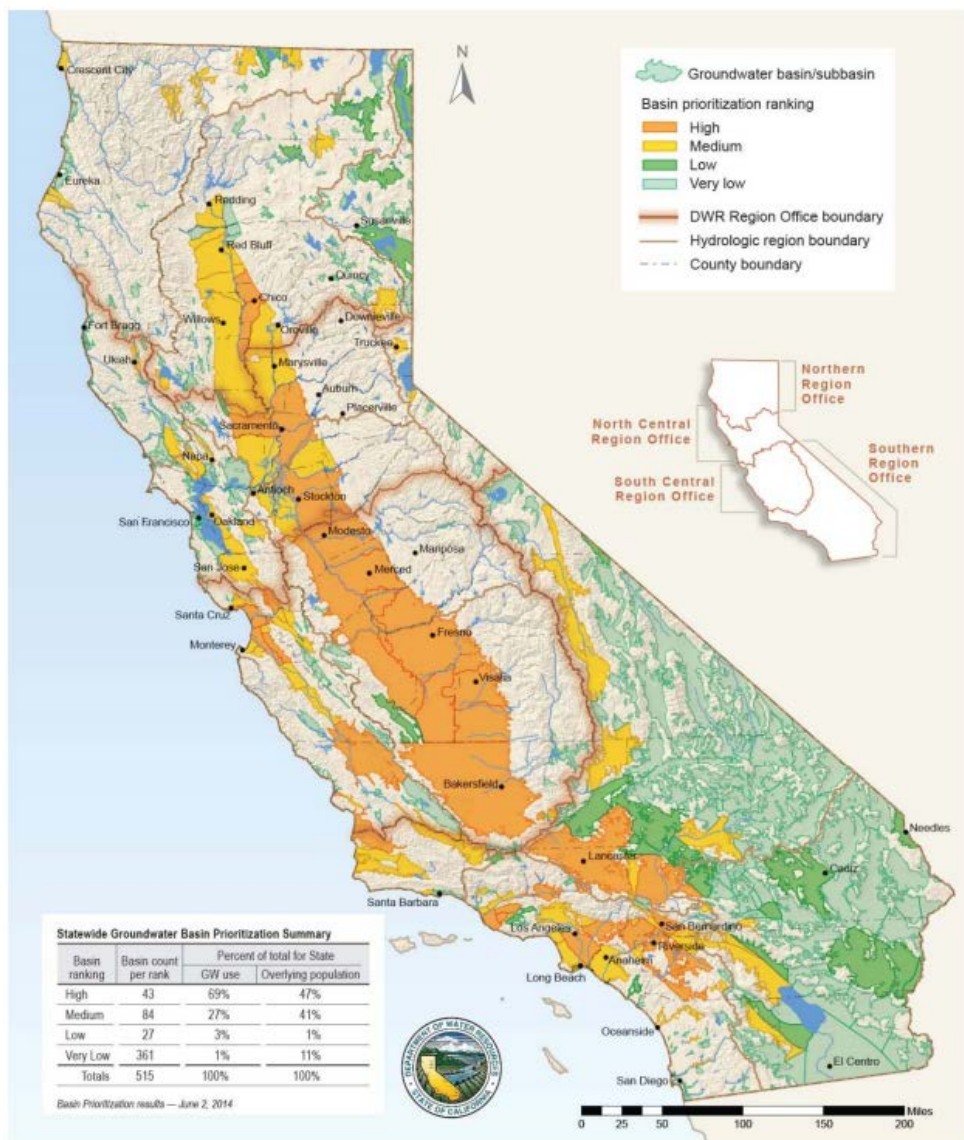 Crescent City
Eureka
Redding
Red Bluff
Susanville
Quincy
Chico
Willows
Oroville
Downieville
Fort Bragg
Ukiah
Truckee
Marysville
Auburn
Placerville
Sacramento
Napa
Antioch
Stockton
San Francisco
Oakland
Modesto
Mariposa
San Jose
Merced
Santa Cruz
Fresno
Monterey
Visalia
Bakersfield
Needles
Lancaster
Cadiz
Santa Barbara
Los Angeles
San Bernardino
Riverside
Anaheim
Long Beach
Oceanside
El Centro
San Diego
N
Groundwater basin/subbasin
Basin prioritization ranking
High
Medium
Low
Very low
DWR Region Office boundary
Hydrologic region boundary
County boundary
Northern
Region
Office
North Central
Region Office
South Central
Region Office
Southern
Region
Office
Statewide Groundwater Basin Prioritization Summary
Basin ranking Basin count per rank Percent of total for State
GW use Overlying population
High 43 69% 47%
Medium 84 27% 41%
Low 27 3% 1%
Very Low 361 1% 11%
Totals 515 100% 100%
Basin Prioritization results — June 2, 2014
DEPARTMENT OF WATER RESOURCES
STATE OF CALIFORNIA
0 25 50 100 150 200 Miles